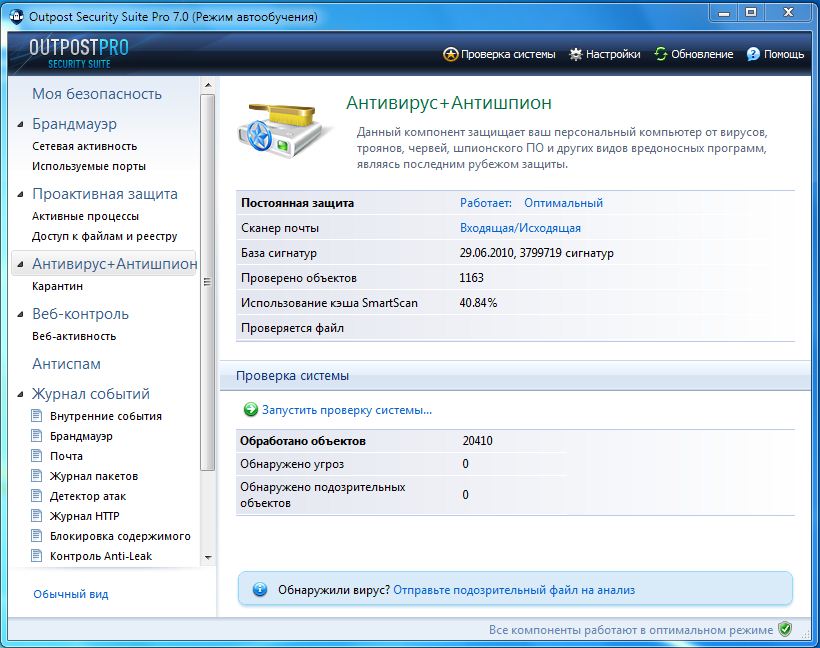 Outpost Security Suite Pro 7.0 (Режим автообучения)
OUTPOSTPRO
SECURITY SUITE
Проверка системы Настройки Обновление Помощь
Моя безопасность
Брандмауэр
Сетевая активность
Используемые порты
Проактивная защита
Активные процессы
Доступ к файлам и реестру
Антивирус+Антишпион
Карантин
Веб-контроль
Веб-активность
Антиспам
Журнал событий
Внутренние события
Брандмауэр
Почта
Журнал пакетов
Детектор атак
Журнал HTTP
Блокировка содержимого
Контроль Anti-Leak
Обычный вид
Антивирус+Антишпион
Данный компонент защищает ваш персональный компьютер от вирусов,
троянов, червей, шпионского ПО и других видов вредоносных программ,
являясь последним рубежом защиты.
Постоянная защита Работает: Оптимальный
Сканер почты Входящая/Исходящая
База сигнатур 29.06.2010, 3799719 сигнатур
Проверено объектов 1163
Использование кэша SmartScan 40.84%
Проверяется файл
Проверка системы
Запустить проверку системы...
Обработано объектов 20410
Обнаружено угроз 0
Обнаружено подозрительных
объектов 0
Обнаружили вирус? Отправьте подозрительный файл на анализ
Все компоненты работают в оптимальном режиме